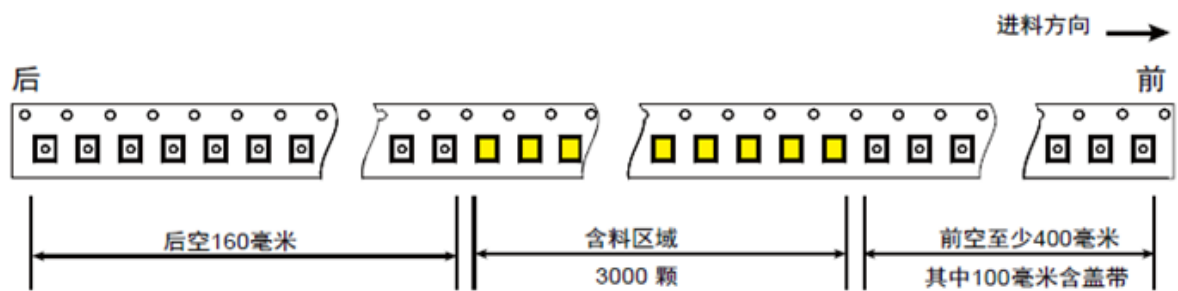 进料方向
后
前
后空160毫米
含料区域
3000 颗
前空至少400毫米
其中100毫米含盖带